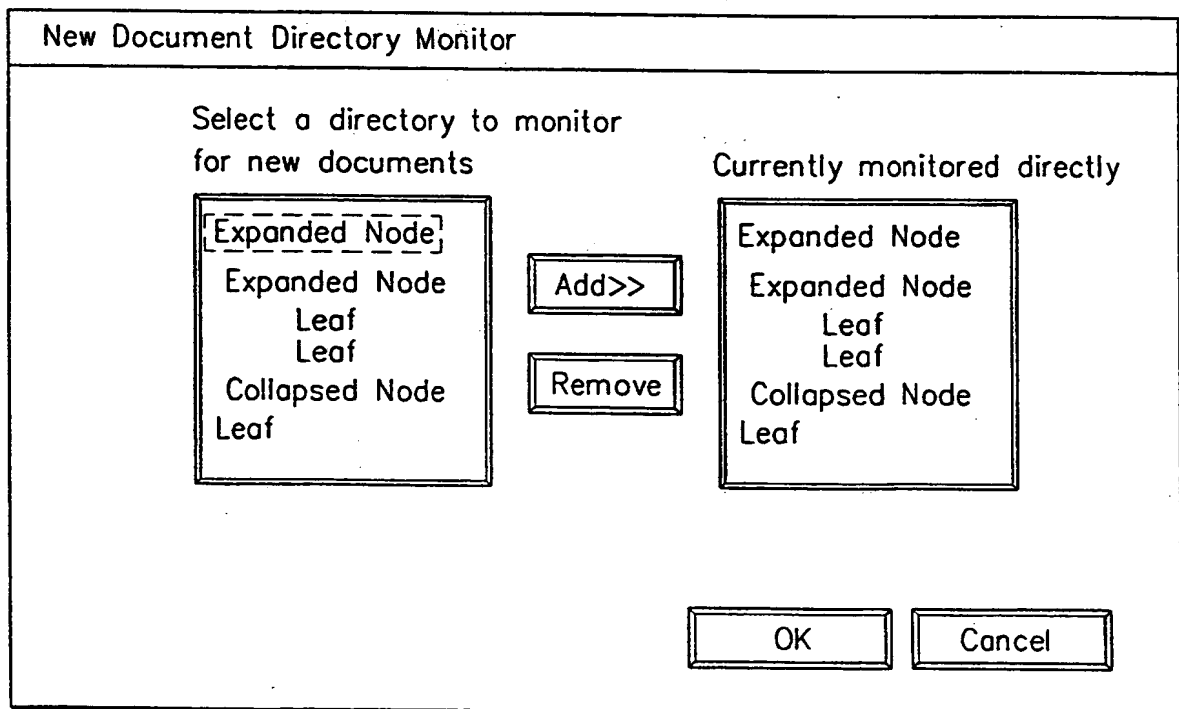 New Document Directory Monitor
Select a directory to monitor
for new documents
Expanded Node
Expanded Node
Leaf
Leaf
Collapsed Node
Leaf
Add>>
Remove
Currently monitored directly
Expanded Node
Expanded Node
Leaf
Leaf
Collapsed Node
Leaf
OK
Cancel